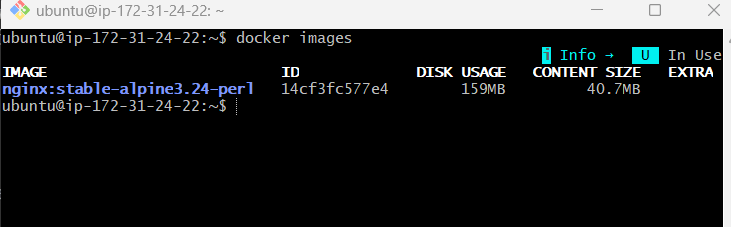 ubuntu@ip-172-31-24-22: ~
ubuntu@ip-172-31-24-22:~$ docker images
i Info → U In Use
IMAGE ID DISK USAGE CONTENT SIZE EXTRA
nginx:stable-alpine3.24-perl 14cf3fc577e4 159MB 40.7MB
ubuntu@ip-172-31-24-22:~$